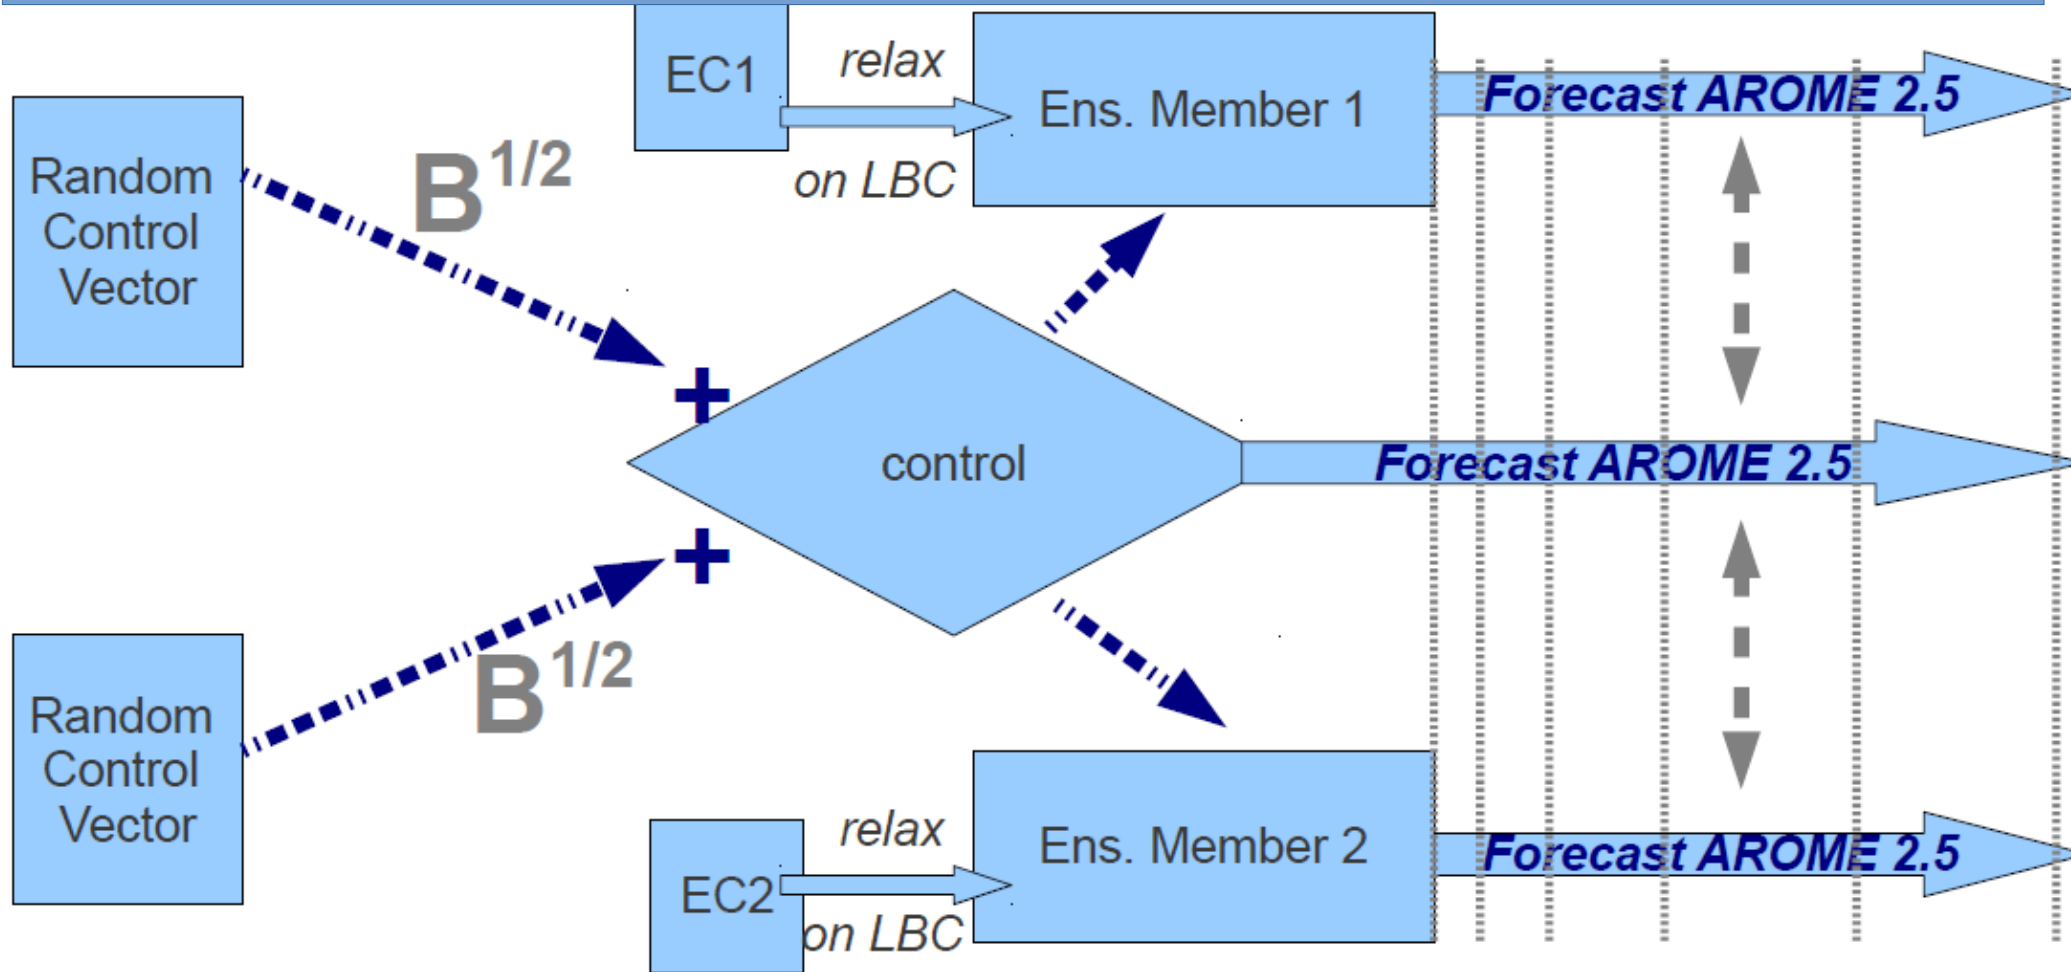 EC1
relax
on LBC
Ens. Member 1
Forecast AROME 2.5
Random
Control
Vector
B1/2
+
control
Forecast AROME 2.5
+
B1/2
Random
Control
Vector
EC2
relax
on LBC
Ens. Member 2
Forecast AROME 2.5